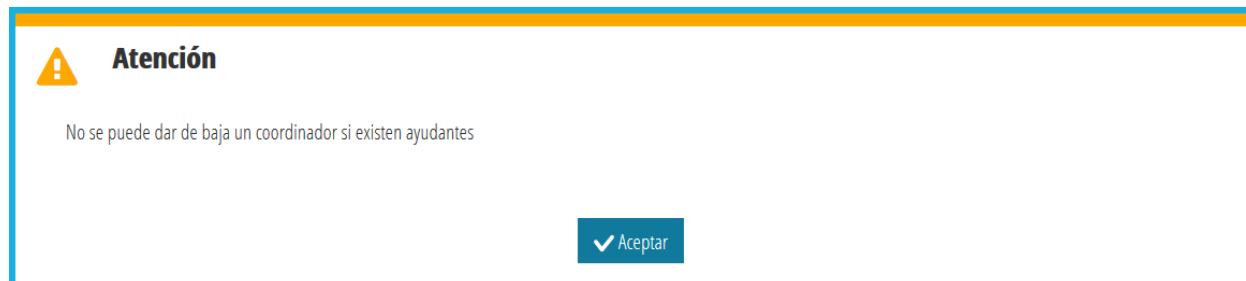 Atención
No se puede dar de baja un coordinador si existen ayudantes
Aceptar